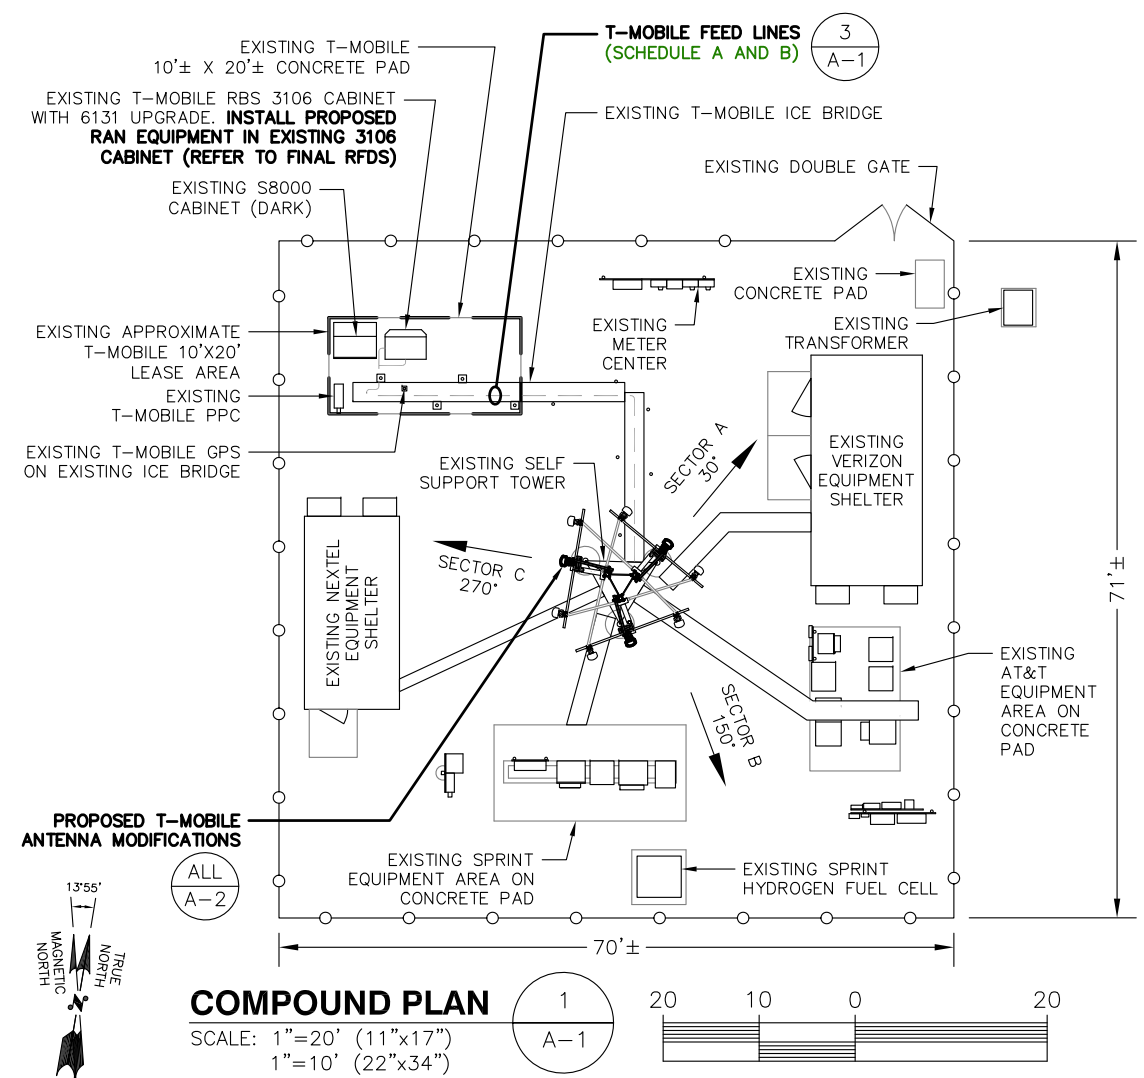 T-MOBILE FEED LINES
(SCHEDULE A AND B)
3
A-1
EXISTING T-MOBILE
10'± X 20'± CONCRETE PAD
EXISTING T-MOBILE RBS 3106 CABINET
WITH 6131 UPGRADE. INSTALL PROPOSED
RAN EQUIPMENT IN EXISTING 3106
CABINET (REFER TO FINAL RFDS)
EXISTING T-MOBILE ICE BRIDGE
EXISTING DOUBLE GATE
EXISTING S8000
CABINET (DARK)
EXISTING
CONCRETE PAD
EXISTING
METER
CENTER
EXISTING
TRANSFORMER
EXISTING APPROXIMATE
T-MOBILE 10'X20'
LEASE AREA
EXISTING
T-MOBILE PPC
EXISTING T-MOBILE GPS
ON EXISTING ICE BRIDGE
EXISTING SELF
SUPPORT TOWER
SECTOR A
30°
EXISTING
VERIZON
EQUIPMENT
SHELTER
SECTOR C
270°
EXISTING NEXTEL
EQUIPMENT
SHELTER
71'±
SECTOR B
150°
EXISTING
AT&T
EQUIPMENT
AREA ON
CONCRETE
PAD
PROPOSED T-MOBILE
ANTENNA MODIFICATIONS
ALL
A-2
EXISTING SPRINT
EQUIPMENT AREA ON
CONCRETE PAD
EXISTING SPRINT
HYDROGEN FUEL CELL
13°55'
TRUE
NORTH
MAGNETIC
NORTH
N
70'±
COMPOUND PLAN
SCALE: 1"=20' (11"x17")
1"=10' (22"x34")
1
A-1
20 10 0 20